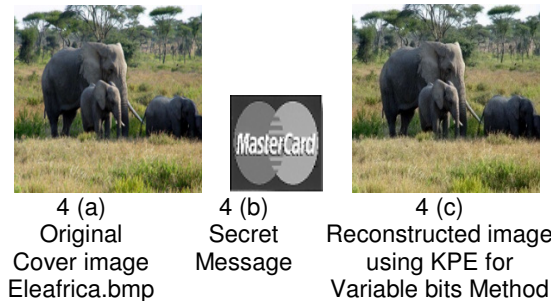 MasterCard
4 (a)
Original
Cover image
Eleafrica.bmp
4 (b)
Secret
Message
4 (c)
Reconstructed image
using KPE for
Variable bits Method